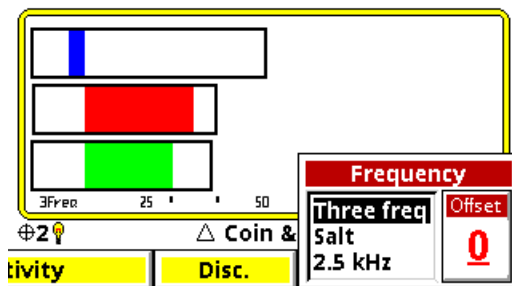 3Freq 25 50
Frequency
Three freq
Salt
2.5 kHz
Offset
0
2
Coin &
tivity
Disc.